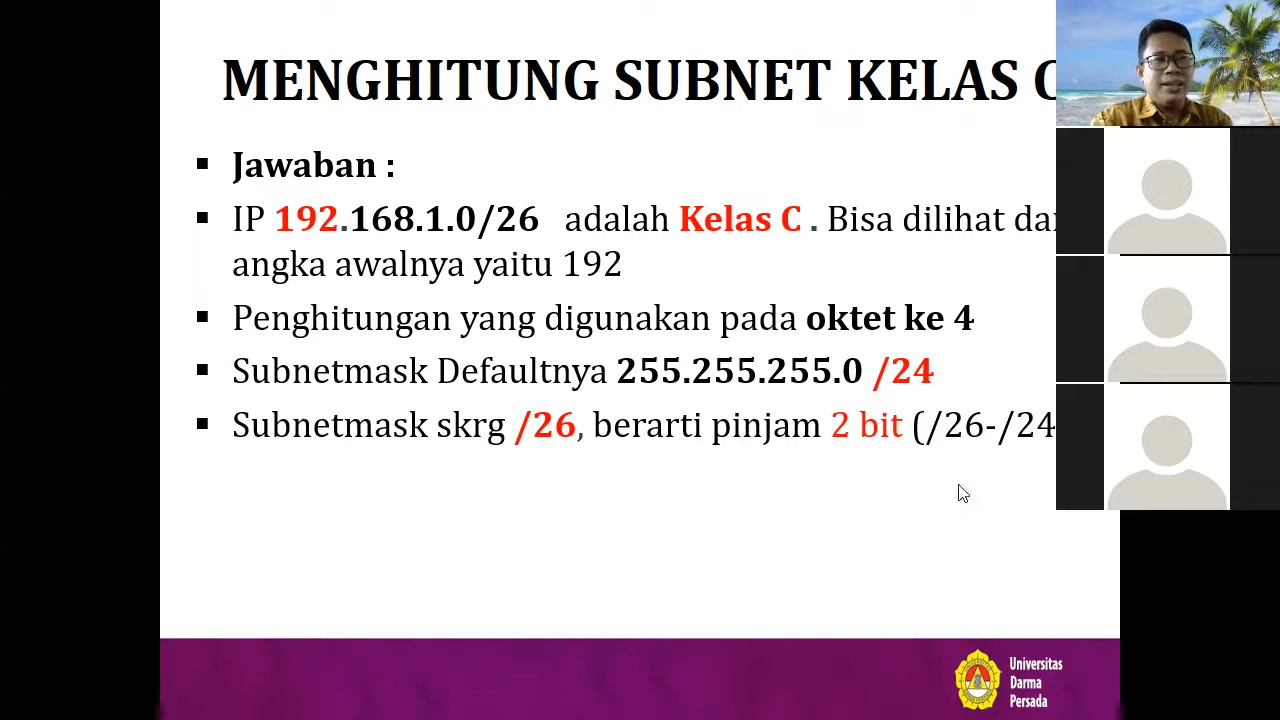 MENGHITUNG SUBNET KELAS C
Jawaban :
IP 192.168.1.0/26 adalah Kelas C . Bisa dilihat
angka awalnya yaitu 192
Penghitungan yang digunakan pada oktet ke 4
Subnetmask Defaultnya 255.255.255.0 /24
Subnetmask skrg /26, berarti pinjam 2 bit (/26-/24
Universitas
Darma
Persada